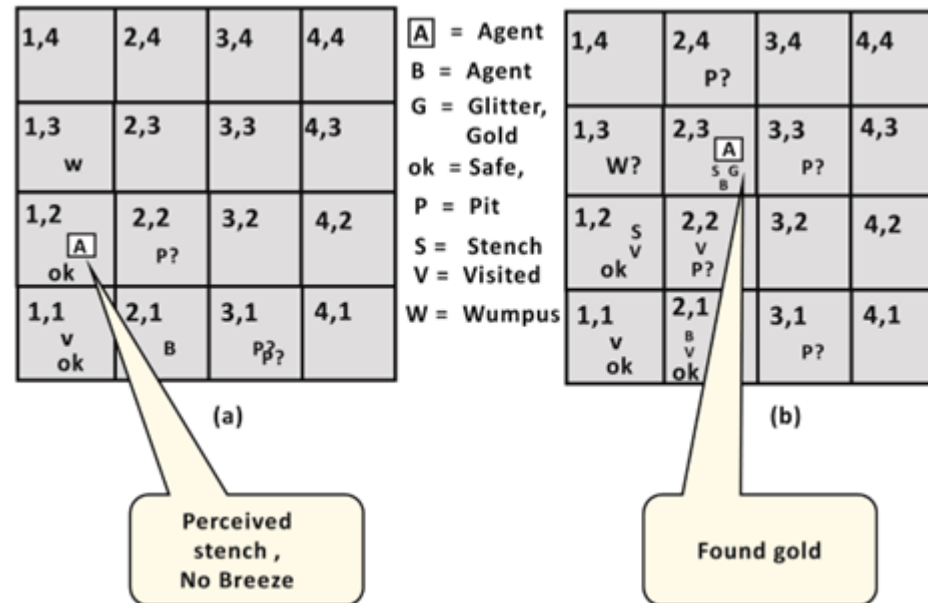 1,4 2,4 3,4 4,4
1,3 2,3 3,3 4,3
w
1,2 2,2 3,2 4,2
A
P?
ok
1,1 2,1 3,1 4,1
v
B
P?
P?
ok
(a)
Perceived
stench ,
No Breeze
A = Agent
B = Agent
G = Glitter,
Gold
ok = Safe,
P = Pit
S = Stench
V = Visited
W = Wumpus
1,4 2,4 3,4 4,4
P?
1,3 2,3 3,3 4,3
A
W?
S G
P?
B
1,2 2,2 3,2 4,2
S
V
V
ok
P?
1,1 2,1 3,1 4,1
B
v
V
P?
ok
ok
(b)
Found gold